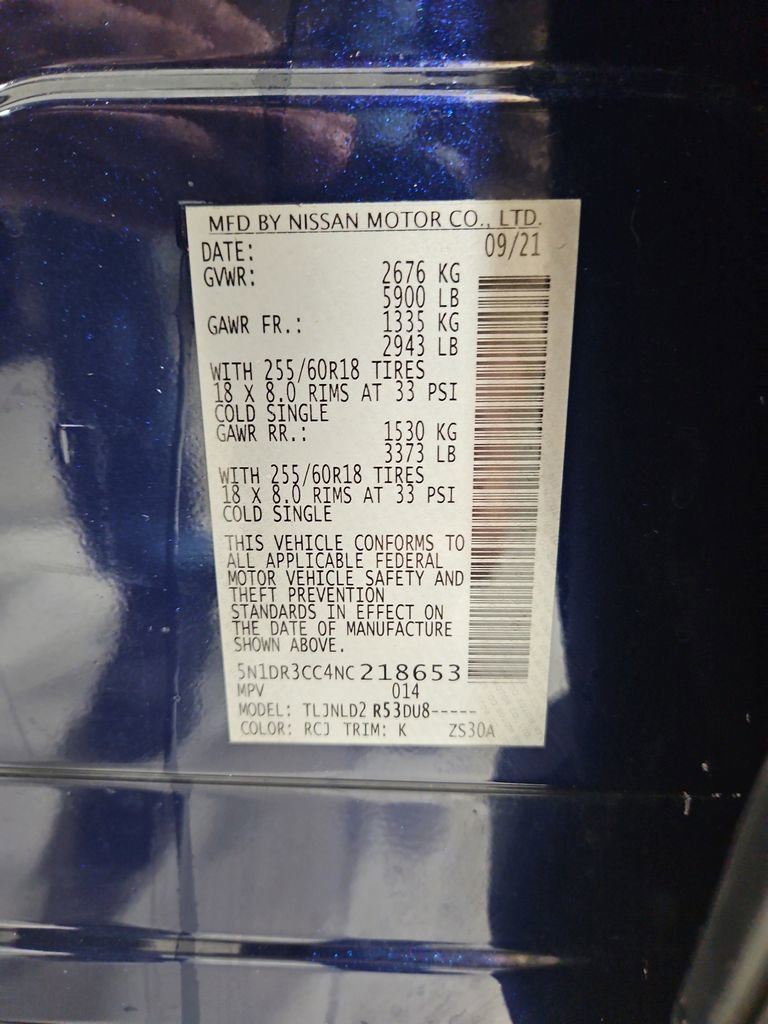 MFD BY NISSAN MOTOR CO., LTD.
DATE: 09/21
GVWR: 2676 KG
5900 LB
GAWR FR.: 1335 KG
2943 LB
WITH 255/60R18 TIRES
18 X 8.0 RIMS AT 33 PSI
COLD SINGLE
GAWR RR.: 1530 KG
3373 LB
WITH 255/60R18 TIRES
18 X 8.0 RIMS AT 33 PSI
COLD SINGLE
THIS VEHICLE CONFORMS TO
ALL APPLICABLE FEDERAL
MOTOR VEHICLE SAFETY AND
THEFT PREVENTION
STANDARDS IN EFFECT ON
THE DATE OF MANUFACTURE
SHOWN ABOVE.
5N1DR3CC4NC218653
MPV 014
MODEL: TLJNLD2 R53DU8-----
COLOR: RCJ TRIM: K ZS30A